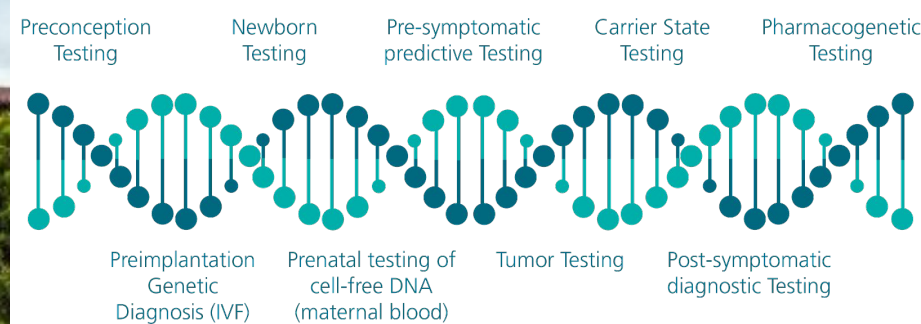 Preconception
Testing
Newborn
Testing
Pre-symptomatic
predictive Testing
Carrier State
Testing
Pharmacogenetic
Testing
Preimplantation
Genetic
Diagnosis (IVF)
Prenatal testing of
cell-free DNA
(maternal blood)
Tumor Testing
Post-symptomatic
diagnostic Testing